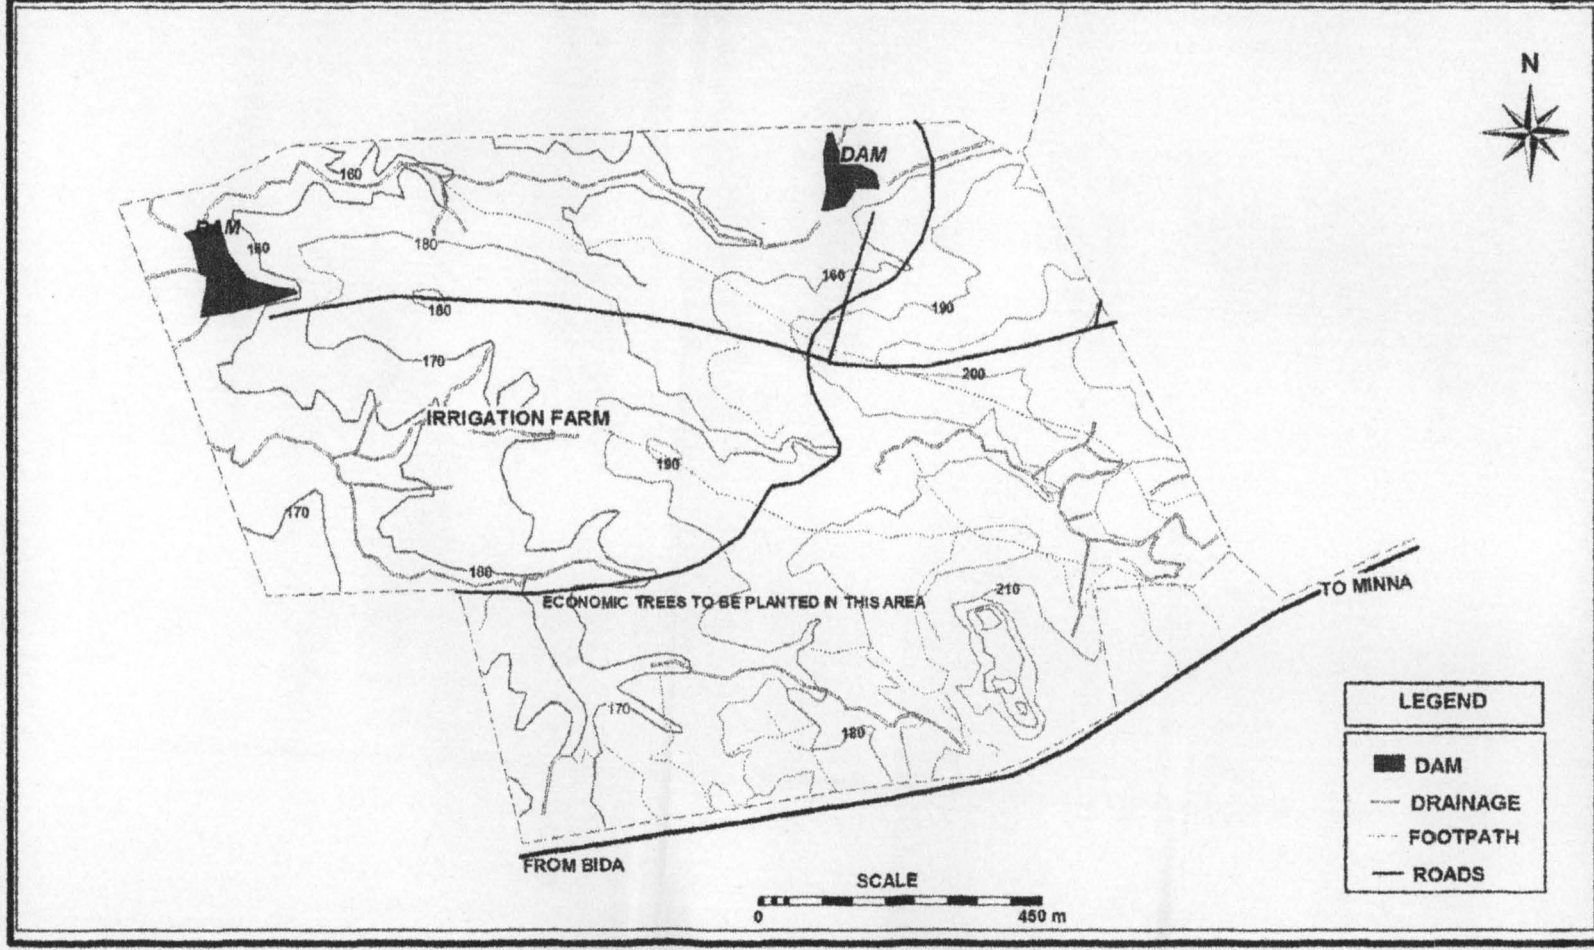 N
DAM
160
DAM
180
160
160
180
190
170
200
IRRIGATION FARM
190
170
180
TO MINNA
ECONOMIC TREES TO BE PLANTED IN THIS AREA
210
170
180
LEGEND
DAM
DRAINAGE
FOOTPATH
ROADS
FROM BIDA
SCALE
0
450 m